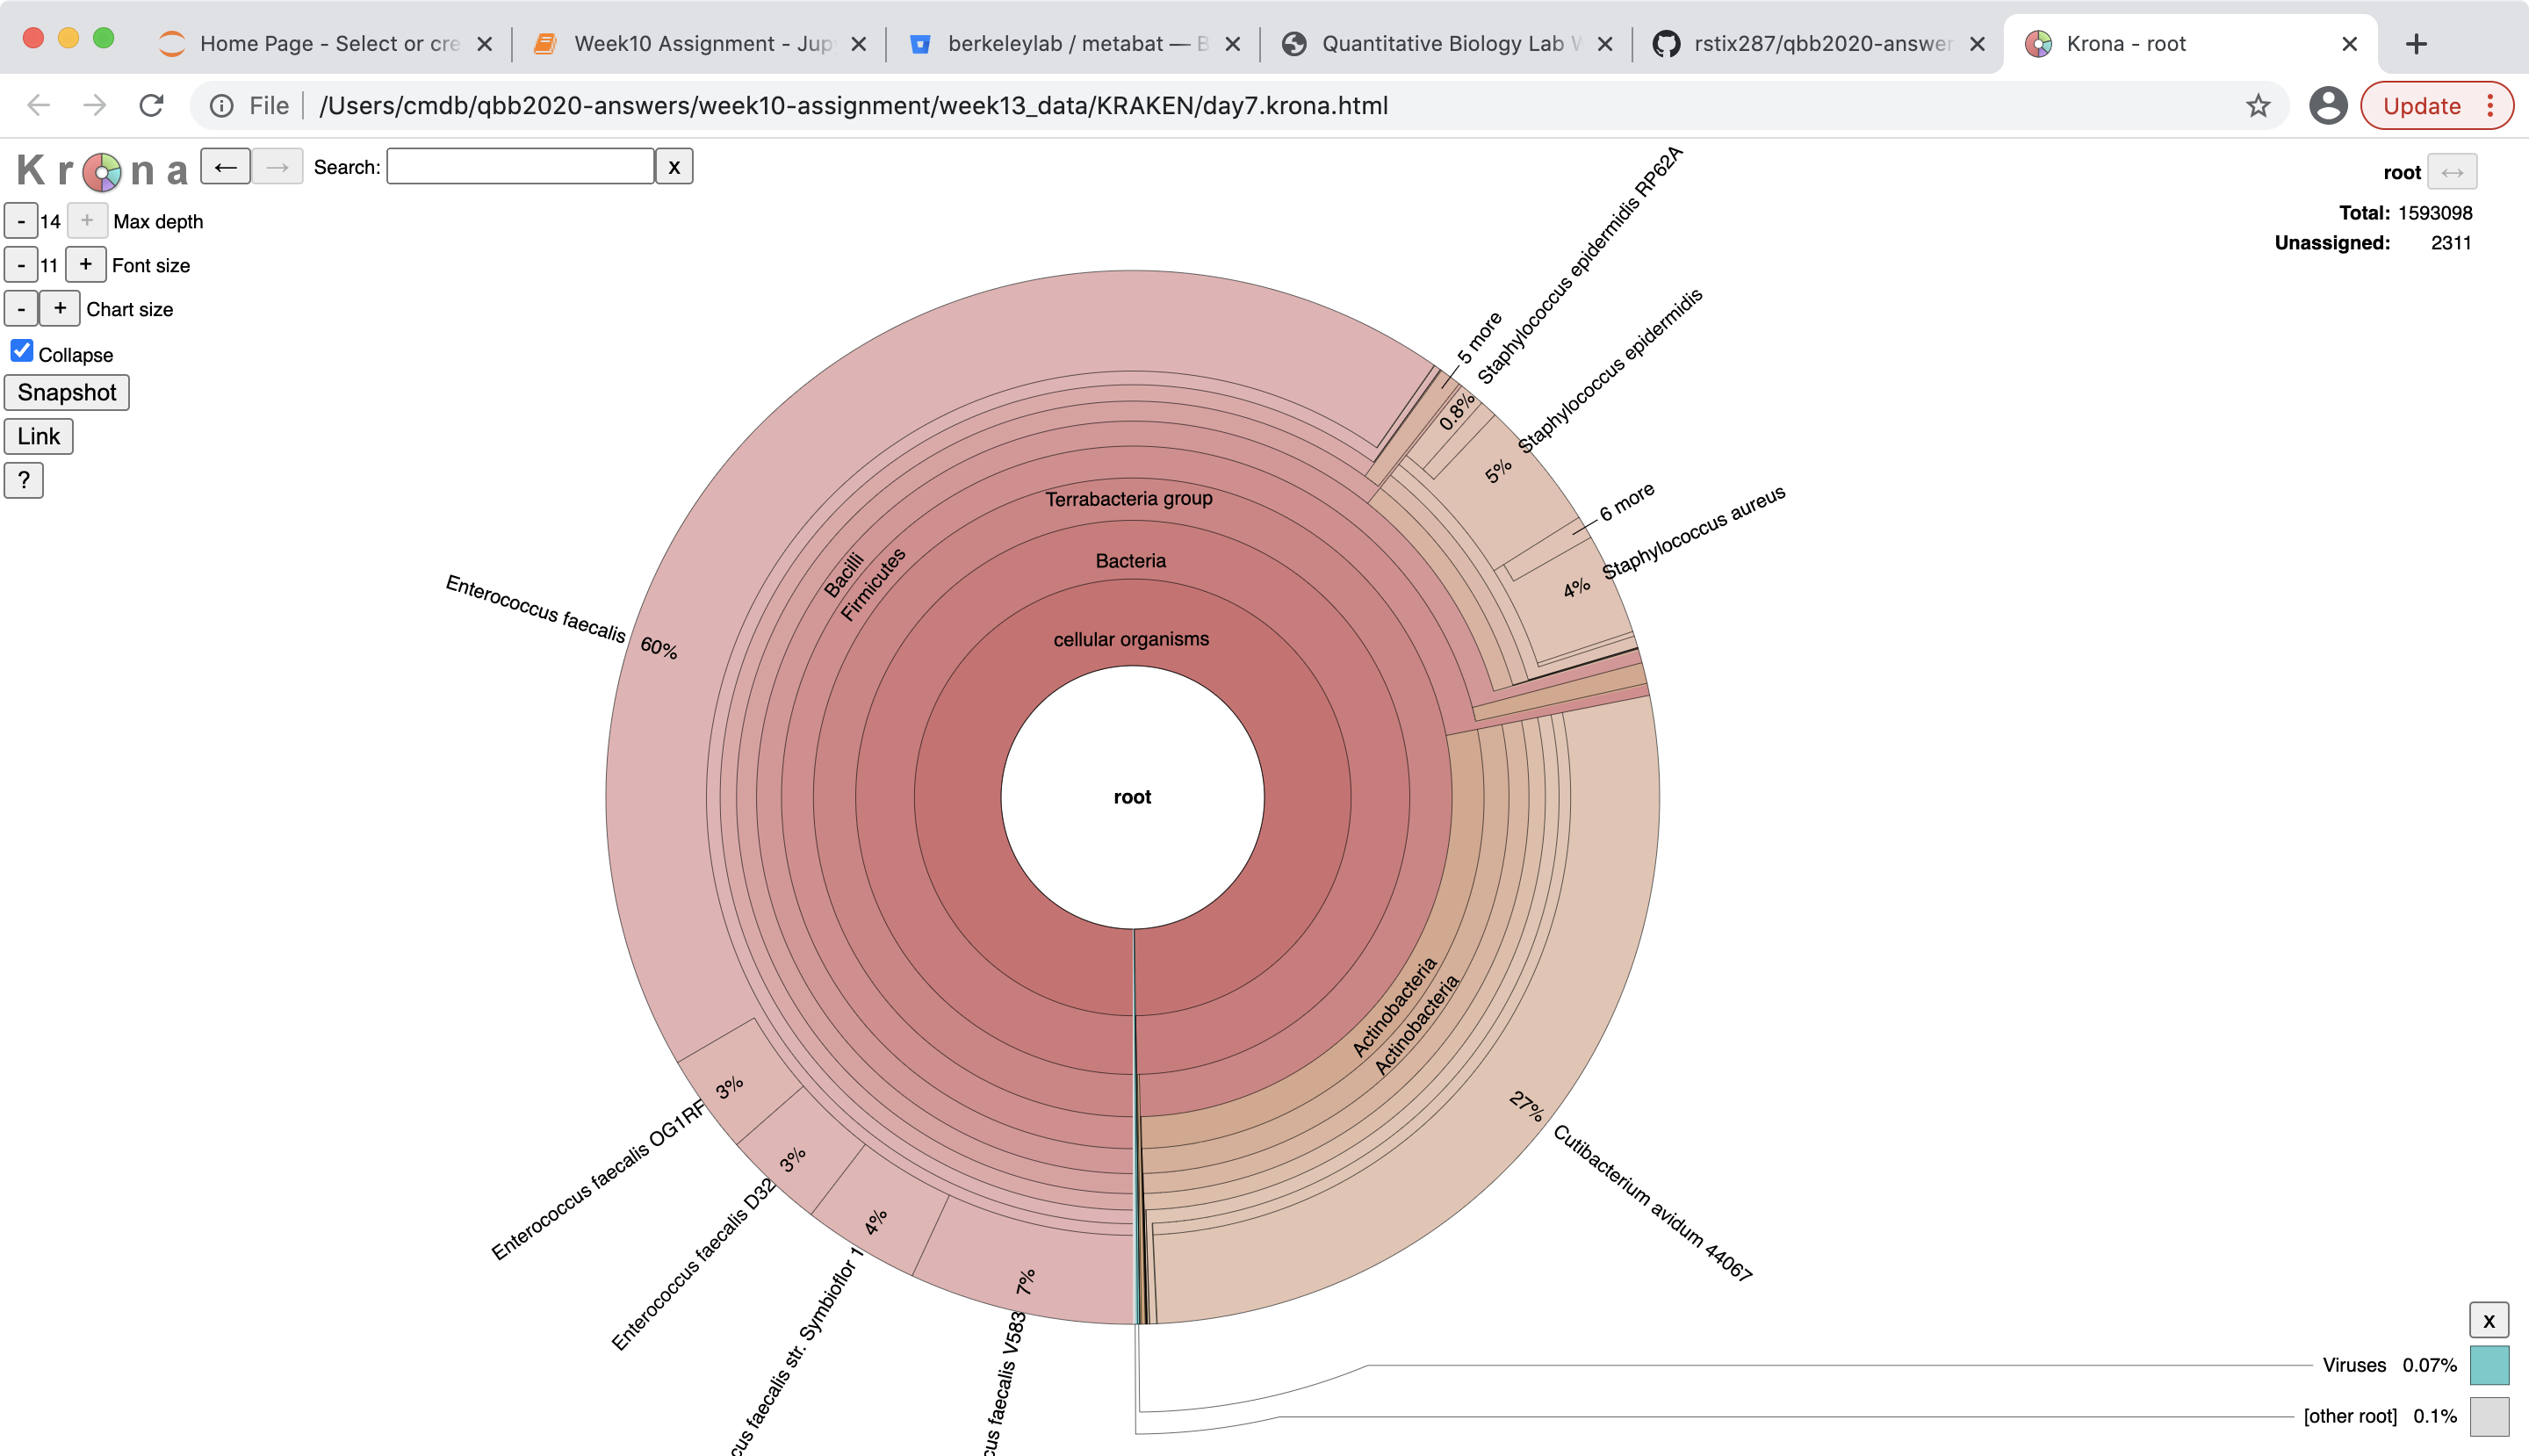 Home Page - Select or cre
Week10 Assignment - Jup
berkeleylab / metabat — B
Quantitative Biology Lab W
rstix287/qbb2020-answer
Krona - root
File
/Users/cmdb/qbb2020-answers/week10-assignment/week13_data/KRAKEN/day7.krona.html
Update
Krona
←
→
Search:
x
root
Total: 1593098
Unassigned: 2311
- 14 + Max depth
- 11 + Font size
- + Chart size
Collapse
Snapshot
Link
?
5 more
Staphylococcus epidermidis RP62A
0.8%
Staphylococcus epidermidis
5%
6 more
Staphylococcus aureus
4%
Terrabacteria group
Bacteria
cellular organisms
Bacilli
Firmicutes
Enterococcus faecalis
60%
root
Actinobacteria
Actinobacteria
27%
Cutibacterium avidum 44067
3%
Enterococcus faecalis OG1RF
3%
Enterococcus faecalis D32
4%
cus faecalis str. Symbioflor 1
7%
cus faecalis V583
x
Viruses 0.07%
[other root] 0.1%